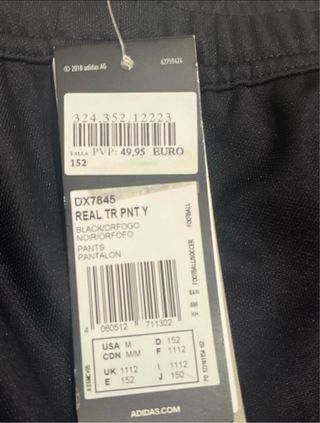 © 2018 adidas AG
62759424
324.352.12223
TALLA PVP: 49,95 EURO
152
DX7845
REAL TR PNT Y
BLACK/DRFOGO
NOIR/ORFOFO
PANTS
PANTALON
FOOTBALL
FOOTBALL/SOCCER
4 060512 711302
USA M D 152
CDN M/M F 1112
UK 1112 I 1112
E 152 J 150
ADIDAS.COM